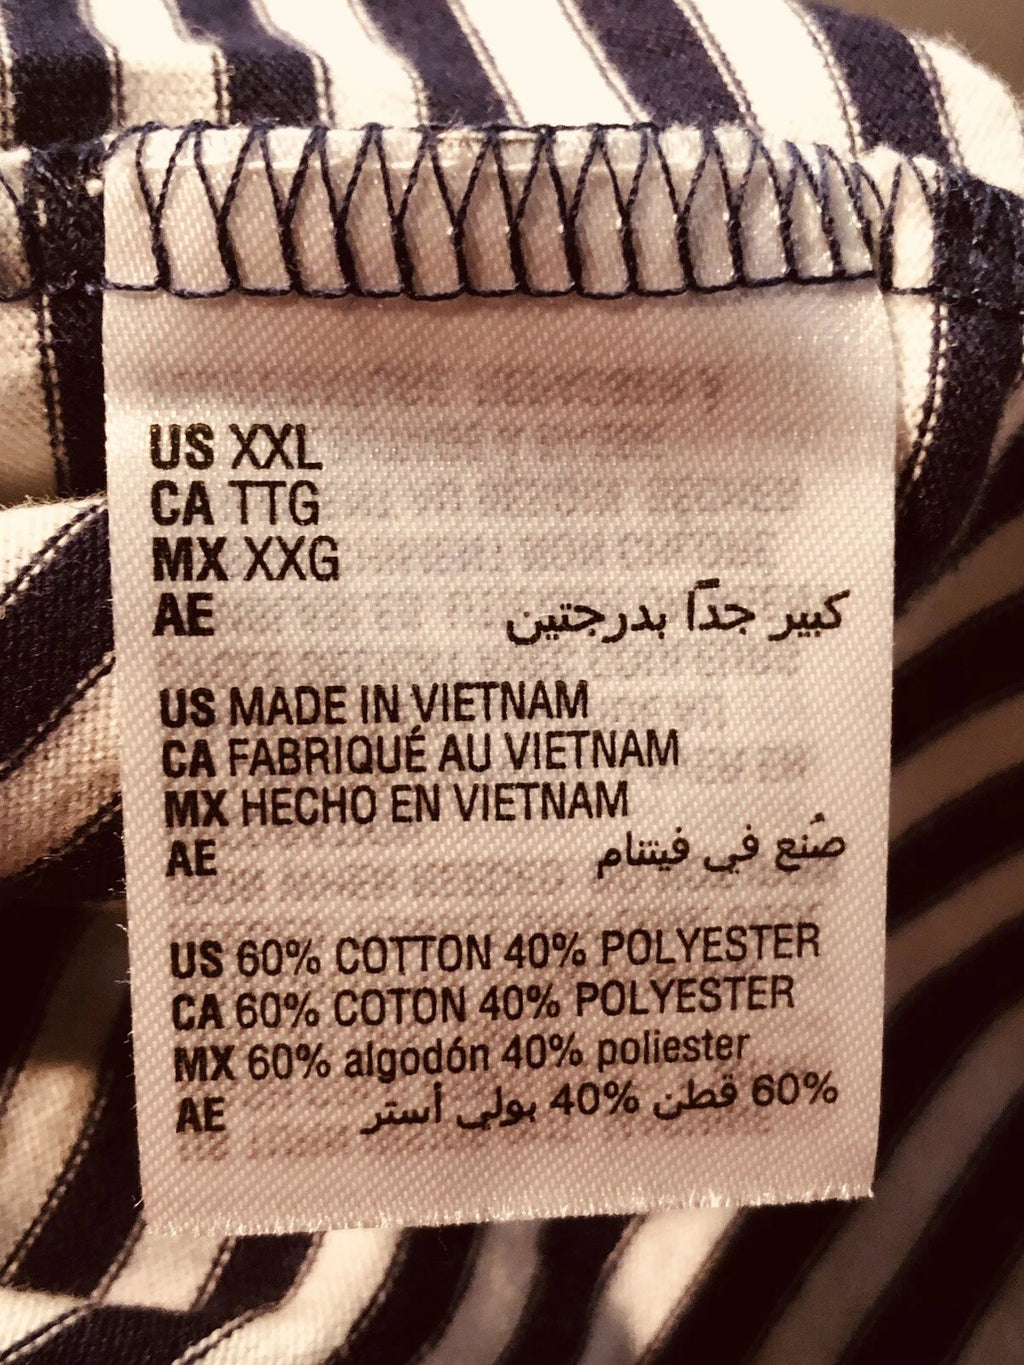 US XXL
CA TTG
MX XXG
AE كبير جدًا بدرجتين
US MADE IN VIETNAM
CA FABRIQUÉ AU VIETNAM
MX HECHO EN VIETNAM
AE صُنع في فيتنام
US 60% COTTON 40% POLYESTER
CA 60% COTON 40% POLYESTER
MX 60% algodón 40% poliester
AE 60% قطن 40% بولي أستر